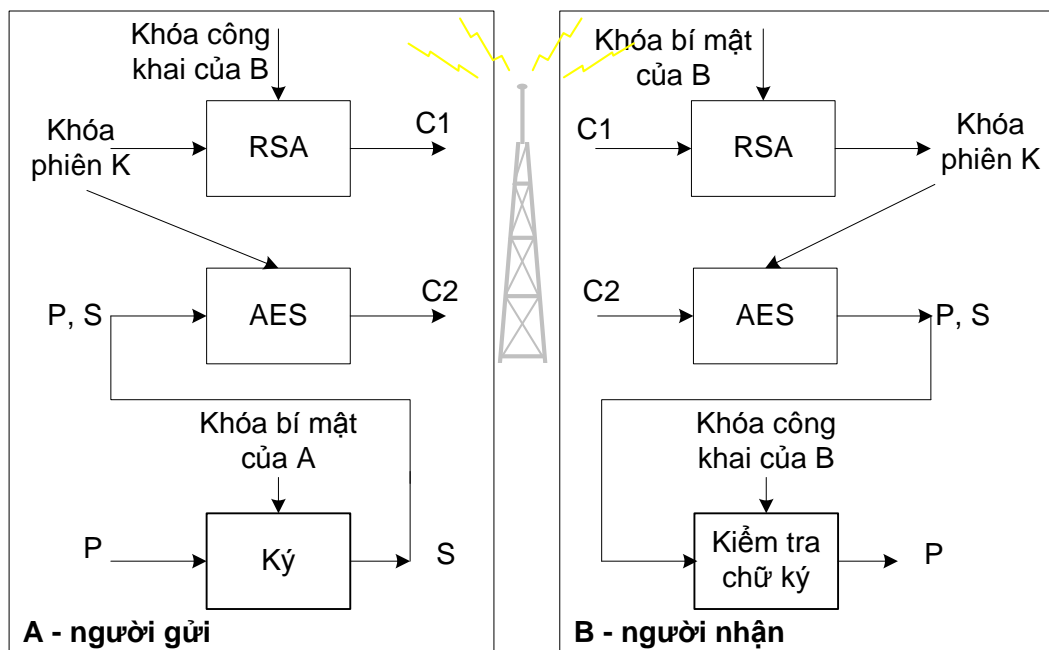 Khóa công
khai của B
Khóa
phiên K
RSA
C1
P, S
AES
C2
Khóa bí mật
của A
P
Ký
S
A - người gửi
Khóa bí mật
của B
C1
RSA
Khóa
phiên K
C2
AES
P, S
Khóa công
khai của B
Kiểm tra
chữ ký
P
B - người nhận